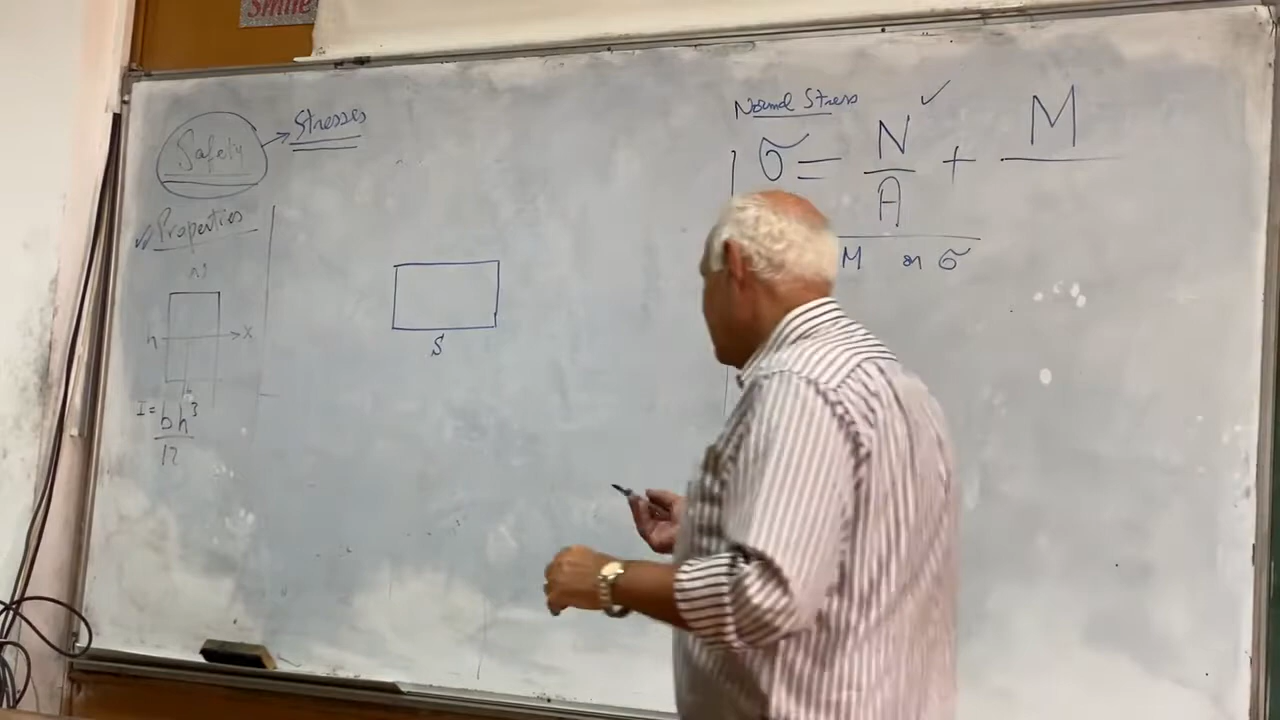 Smile
Safety
Stresses
Properties
h
x
I = bh³
12
S
Normal Stress ✓
σ = N/A + M
M or σ